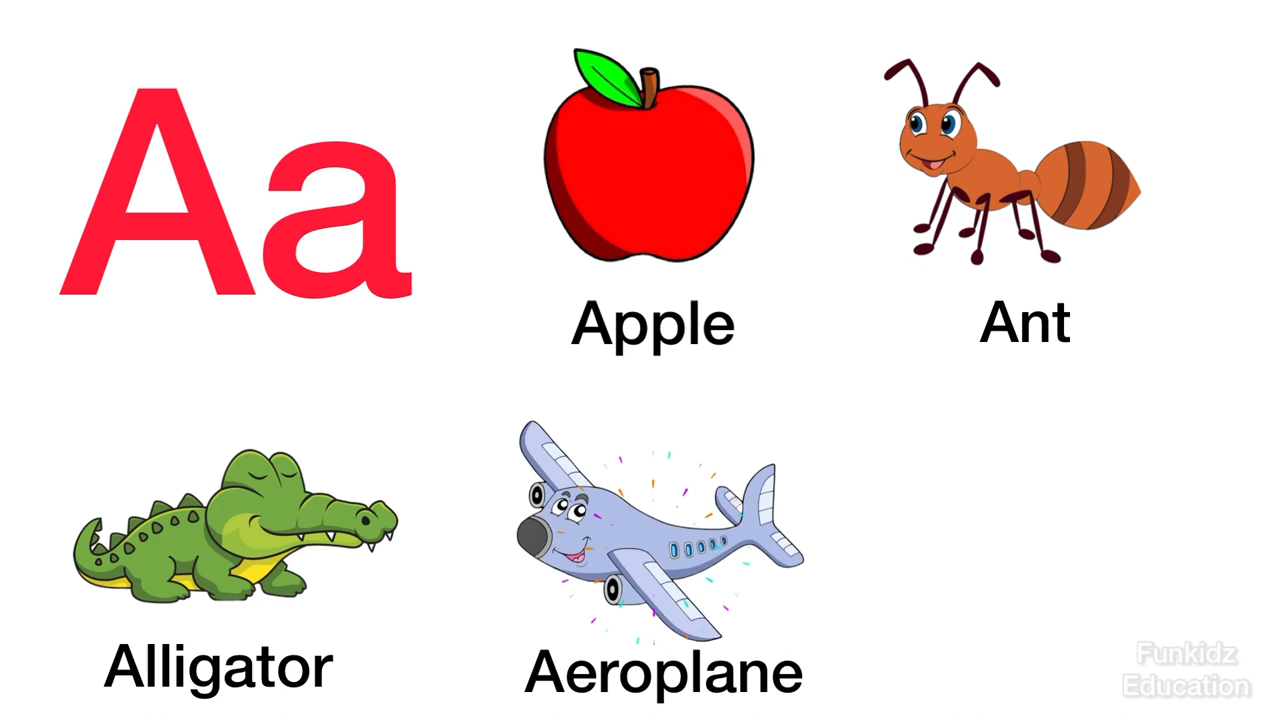 Aa
Apple
Ant
Alligator
Aeroplane
Funkidz
Education